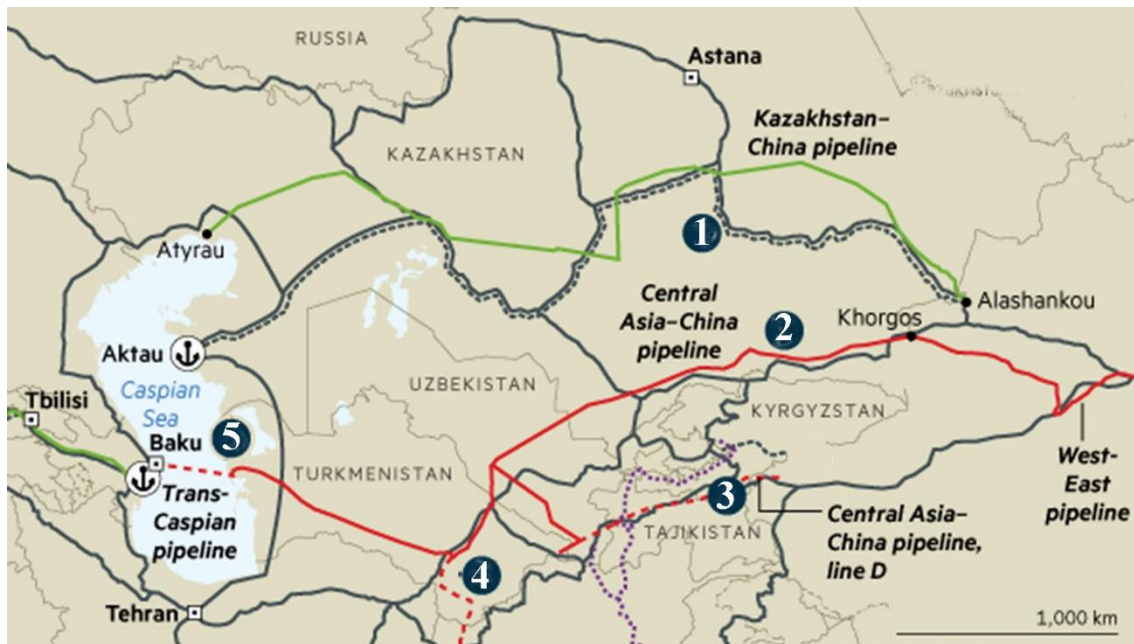 RUSSIA
Astana
Kazakhstan–
China pipeline
KAZAKHSTAN
1
Atyrau
Central
Asia–China
pipeline
2
Khorgos
Alashankou
Aktau
Caspian
Sea
UZBEKISTAN
KYRGYZSTAN
Tbilisi
Baku
5
TURKMENISTAN
West-
East
pipeline
Trans-
Caspian
pipeline
3
TAJIKISTAN
Central Asia–
China pipeline,
line D
4
Tehran
1,000 km